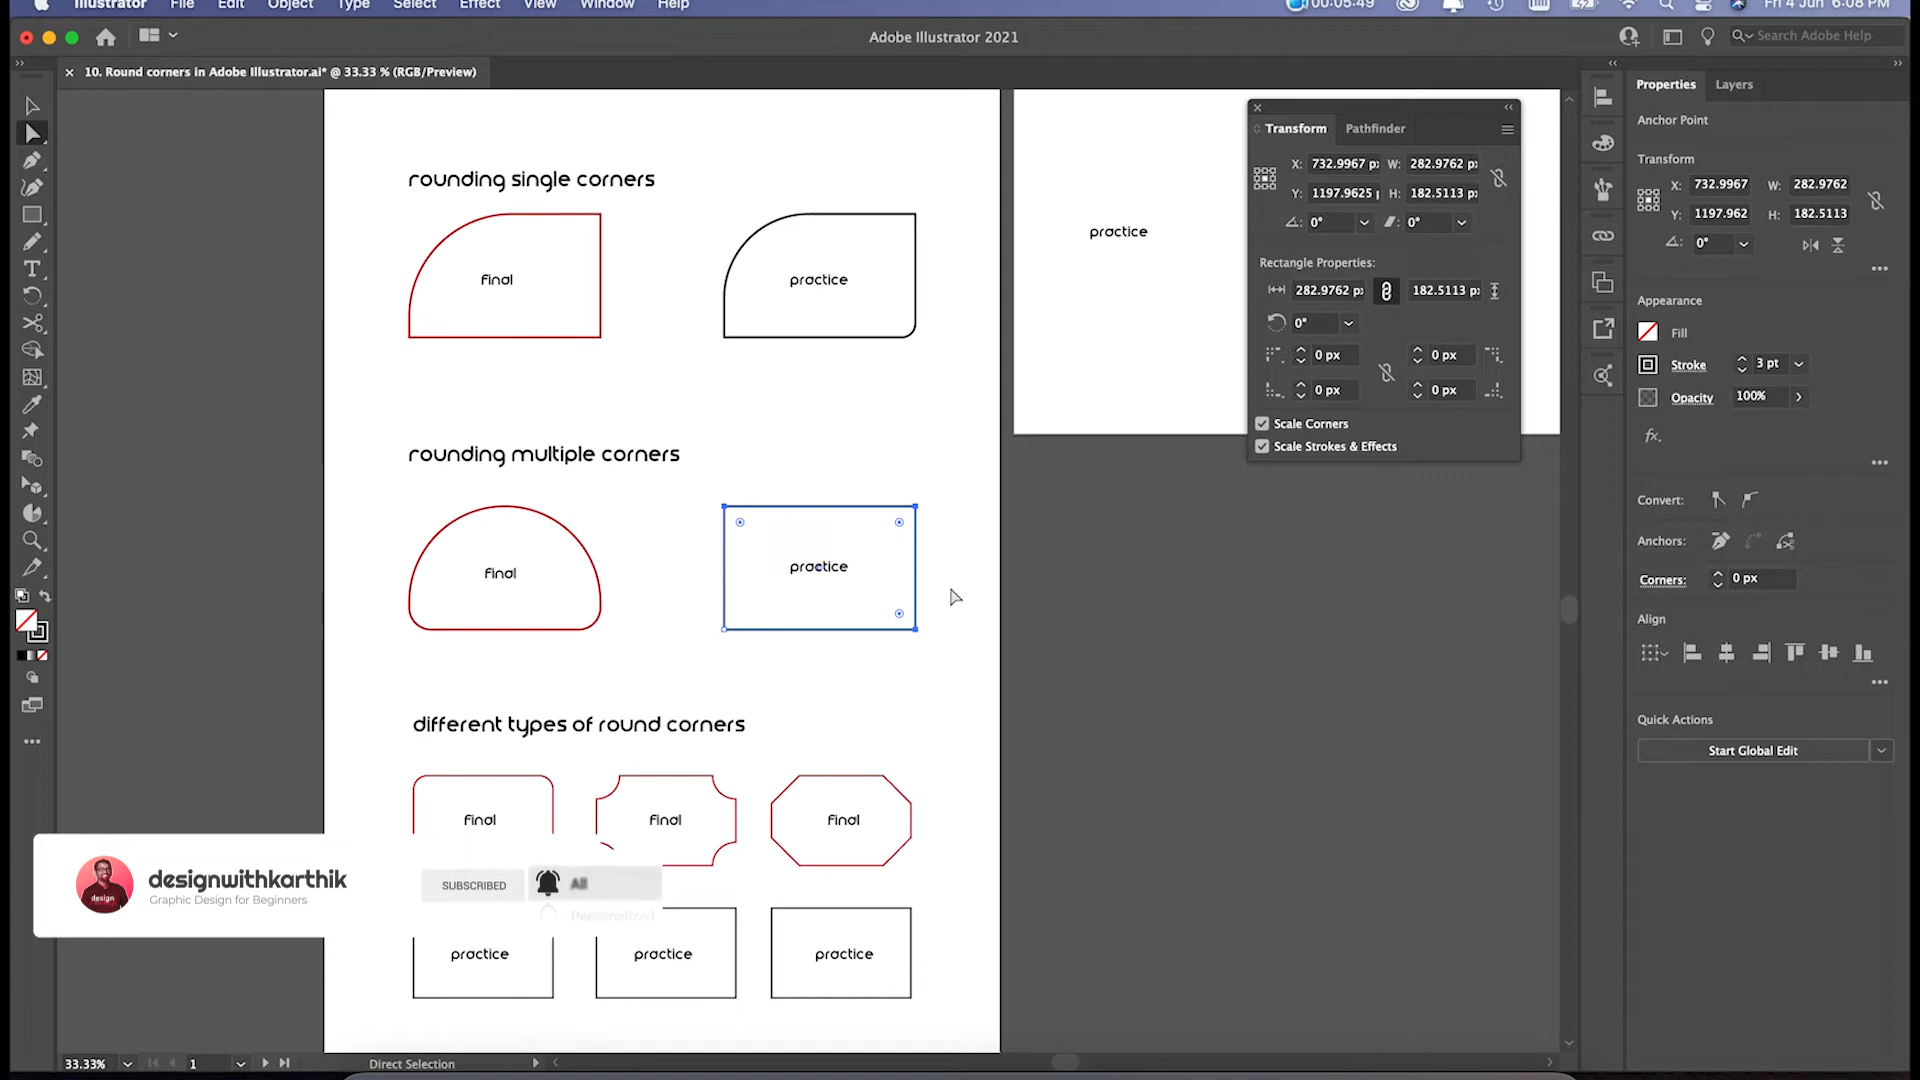 Illustrator File Edit Object Type Select Effect View Window Help
00:05:49
Fri 4 Jun 6:08 PM
Adobe Illustrator 2021
Search Adobe Help
10. Round corners in Adobe Illustrator.ai* @ 33.33 % (RGB/Preview)
rounding single corners
final
practice
rounding multiple corners
final
practice
different types of round corners
final
final
final
practice
practice
practice
practice
designwithkarthik
Graphic Design for Beginners
design
SUBSCRIBED
All
Personalized
Transform
Pathfinder
X: 732.9967 p
W: 282.9762 p
Y: 1197.9625
H: 182.5113 p
0°
0°
Rectangle Properties:
282.9762 p
182.5113 p
0°
0 px
0 px
0 px
0 px
Scale Corners
Scale Strokes & Effects
Properties
Layers
Anchor Point
Transform
X: 732.9967
W: 282.9762
Y: 1197.962
H: 182.5113
0°
Appearance
Fill
Stroke
3 pt
Opacity
100%
fx.
Convert:
Anchors:
Corners:
0 px
Align
Quick Actions
Start Global Edit
33.33%
1
Direct Selection